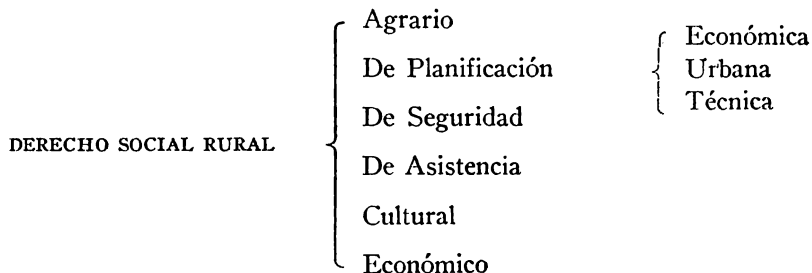 Agrario
De Planificación
Económica
Urbana
Técnica
De Seguridad
DERECHO SOCIAL RURAL
De Asistencia
Cultural
Económico